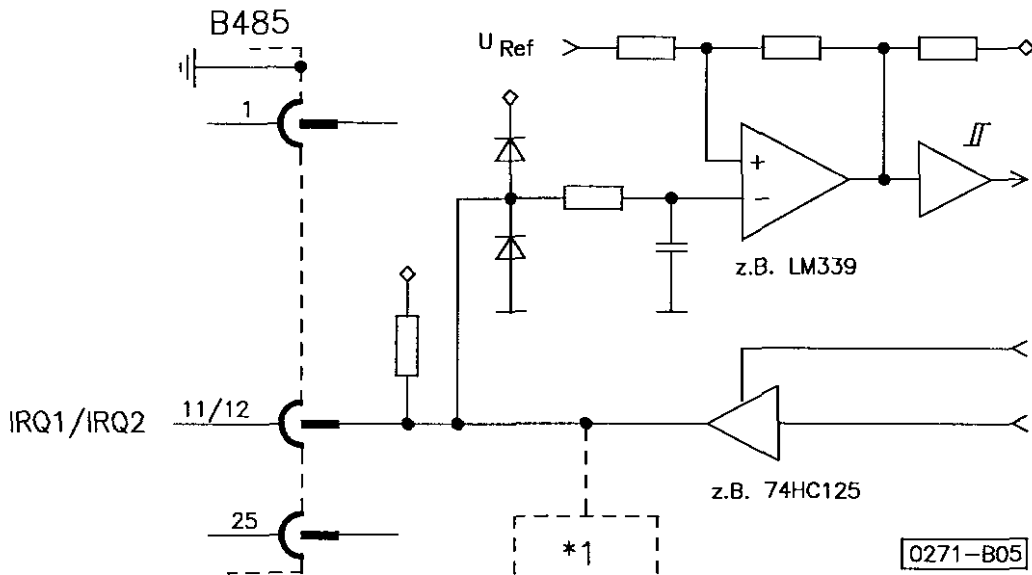 B485
U Ref
1
+
−
z.B. LM339
IRQ1/IRQ2
11/12
z.B. 74HC125
25
*1
0271-B05